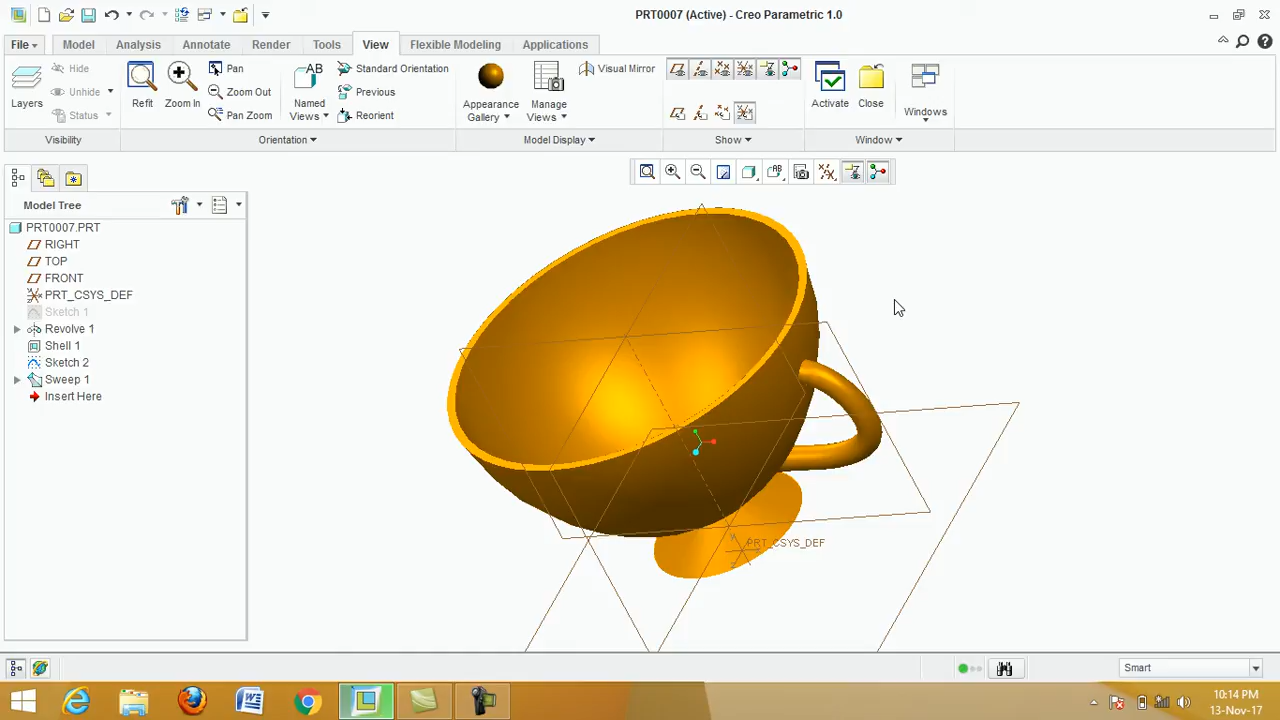 PRT0007 (Active) - Creo Parametric 1.0
File
Model
Analysis
Annotate
Render
Tools
View
Flexible Modeling
Applications
Layers
Hide
Unhide
Status
Visibility
Refit
Zoom In
Pan
Zoom Out
Pan Zoom
Named Views
Standard Orientation
Previous
Reorient
Orientation
Appearance Gallery
Manage Views
Visual Mirror
Model Display
Show
Activate
Close
Windows
Window
Model Tree
PRT0007.PRT
RIGHT
TOP
FRONT
PRT_CSYS_DEF
Sketch 1
Revolve 1
Shell 1
Sketch 2
Sweep 1
Insert Here
PRT_CSYS_DEF
Smart
10:14 PM
13-Nov-17